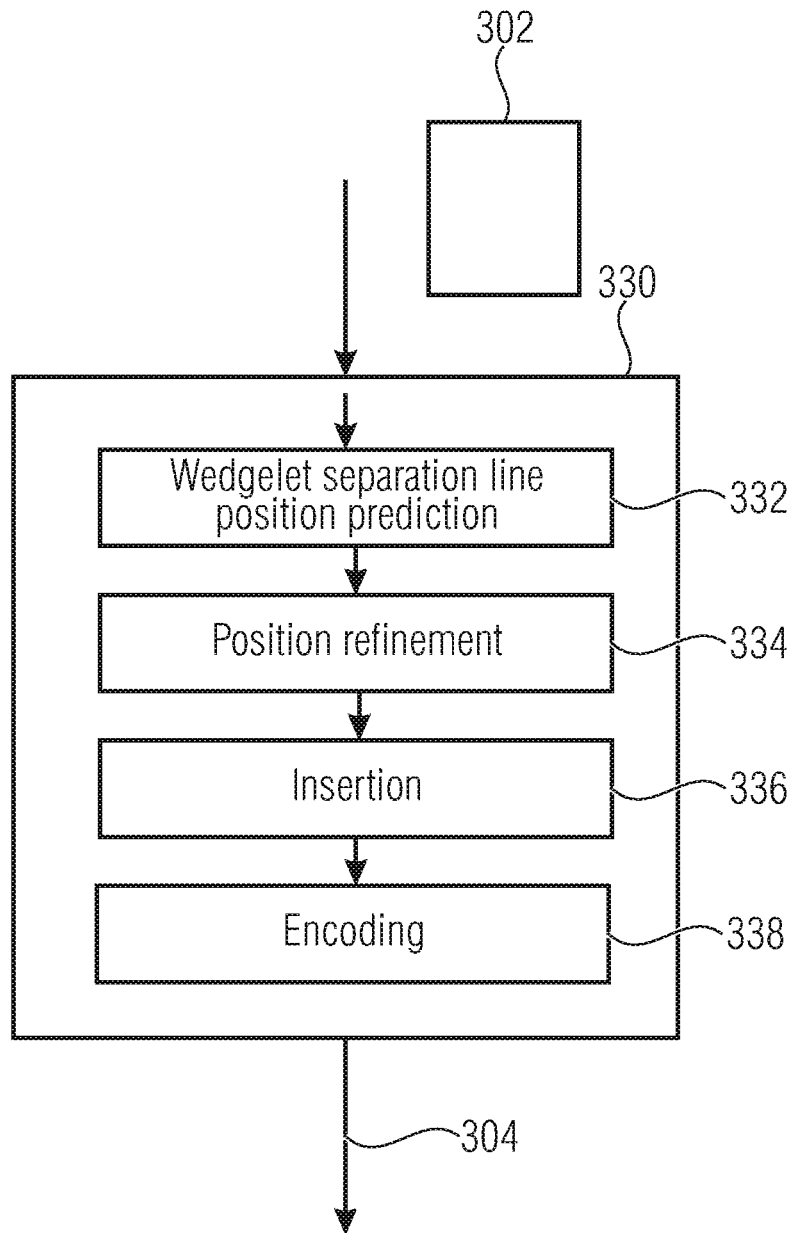 302
330
Wedgelet separation line
position prediction
332
Position refinement
334
Insertion
336
Encoding
338
304